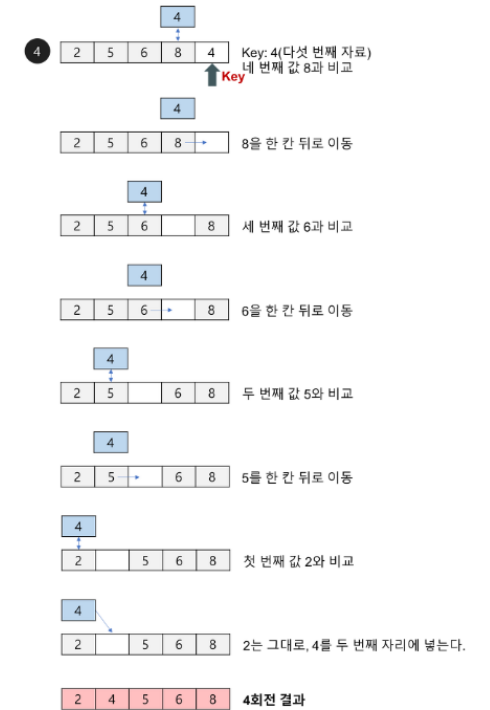 4
4 2 5 6 8 4 Key: 4(다섯 번째 자료)
네 번째 값 8과 비교
Key
4
2 5 6 8 8을 한 칸 뒤로 이동
4
2 5 6 8 세 번째 값 6과 비교
4
2 5 6 8 6을 한 칸 뒤로 이동
4
2 5 6 8 두 번째 값 5와 비교
4
2 5 6 8 5를 한 칸 뒤로 이동
4
2 5 6 8 첫 번째 값 2와 비교
4
2 5 6 8 2는 그대로, 4를 두 번째 자리에 넣는다.
2 4 5 6 8 4회전 결과